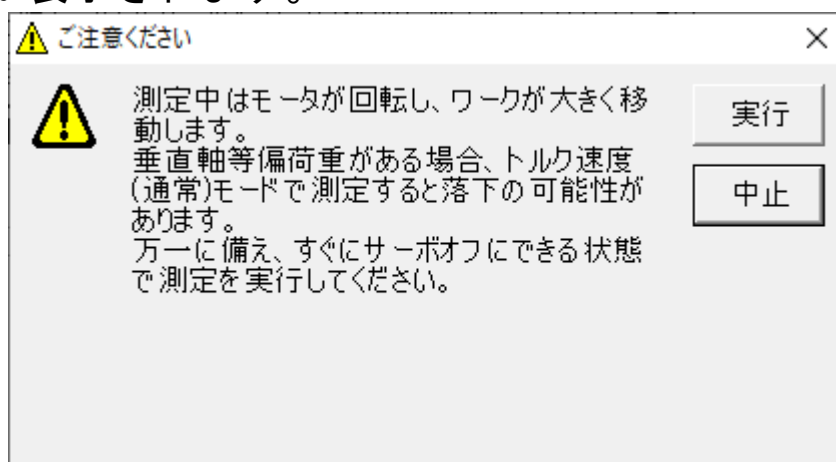 表示されます。
ご注意ください
測定中はモータが回転し、ワークが大きく移
動します。
垂直軸等偏荷重がある場合、トルク速度
(通常)モードで測定すると落下の可能性が
あります。
万一に備え、すぐにサーボオフにできる状態
で測定を実行してください。
実行
中止